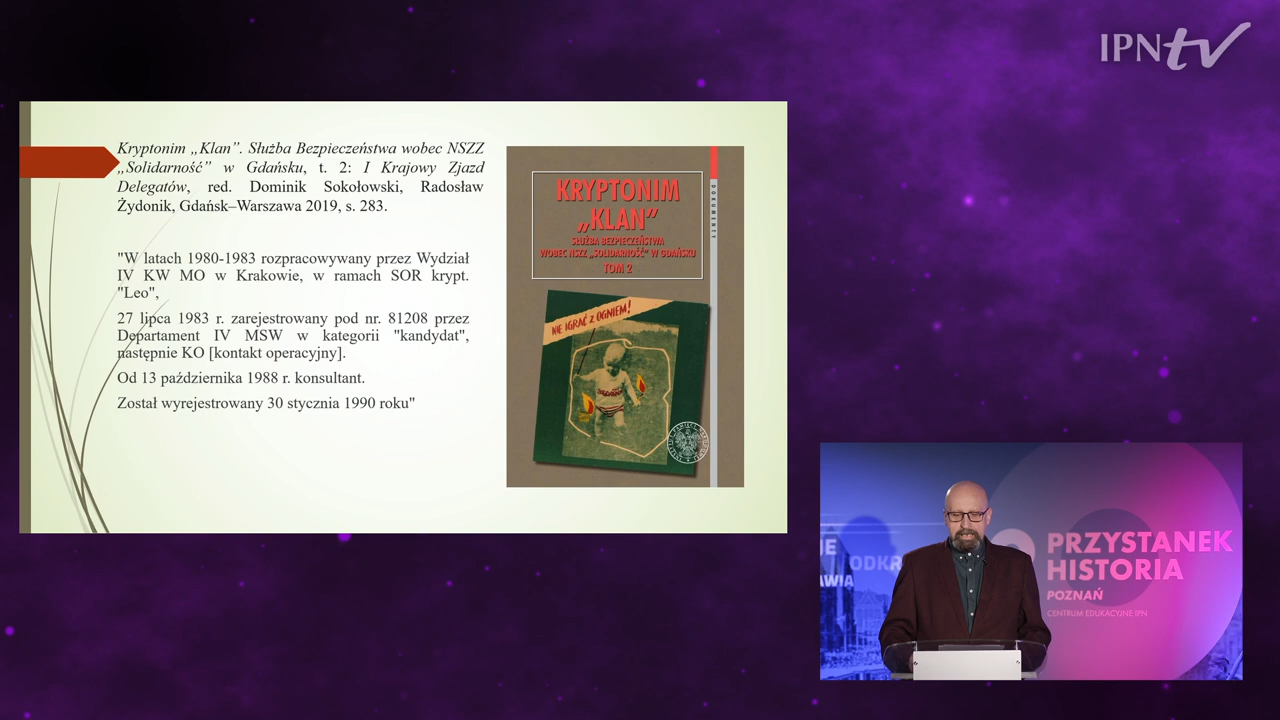 IPNtv
Kryptonim „Klan”. Służba Bezpieczeństwa wobec NSZZ
„Solidarność” w Gdańsku, t. 2: I Krajowy Zjazd
Delegatów, red. Dominik Sokołowski, Radosław
Żydonik, Gdańsk–Warszawa 2019, s. 283.
"W latach 1980-1983 rozpracowywany przez Wydział
IV KW MO w Krakowie, w ramach SOR krypt.
"Leo",
27 lipca 1983 r. zarejestrowany pod nr. 81208 przez
Departament IV MSW w kategorii "kandydat",
następnie KO [kontakt operacyjny].
Od 13 października 1988 r. konsultant.
Został wyrejestrowany 30 stycznia 1990 roku"
KRYPTONIM
„KLAN”
SŁUŻBA BEZPIECZEŃSTWA
WOBEC NSZZ „SOLIDARNOŚĆ” W GDAŃSKU
TOM 2
DOKUMENTY
NIE IGRAĆ Z OGNIEM!
JE
ODKR
AWIA
PRZYSTANEK
HISTORIA
POZNAŃ
CENTRUM EDUKACYJNE IPN